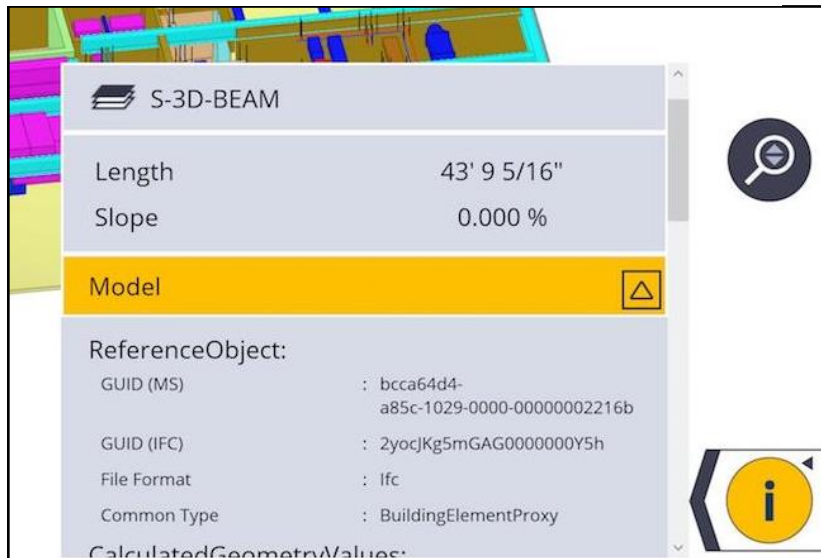 S-3D-BEAM
Length 43' 9 5/16"
Slope 0.000 %
Model
ReferenceObject:
GUID (MS) : bcca64d4-
a85c-1029-0000-00000002216b
GUID (IFC) : 2yocJKg5mGAG0000000Y5h
File Format : Ifc
Common Type : BuildingElementProxy
CalculatedGeometryValues: